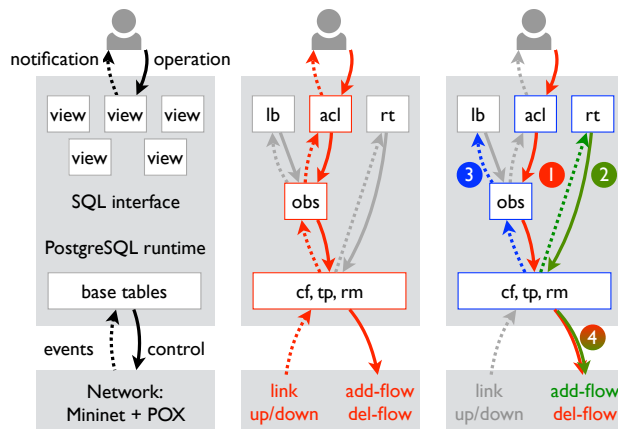 notification
operation
view
view
view
view
view
SQL interface
PostgreSQL runtime
base tables
events
control
Network:
Mininet + POX
lb
acl
rt
obs
cf, tp, rm
link
up/down
add-flow
del-flow
lb
acl
rt
3
1
2
obs
cf, tp, rm
4
link
up/down
add-flow
del-flow